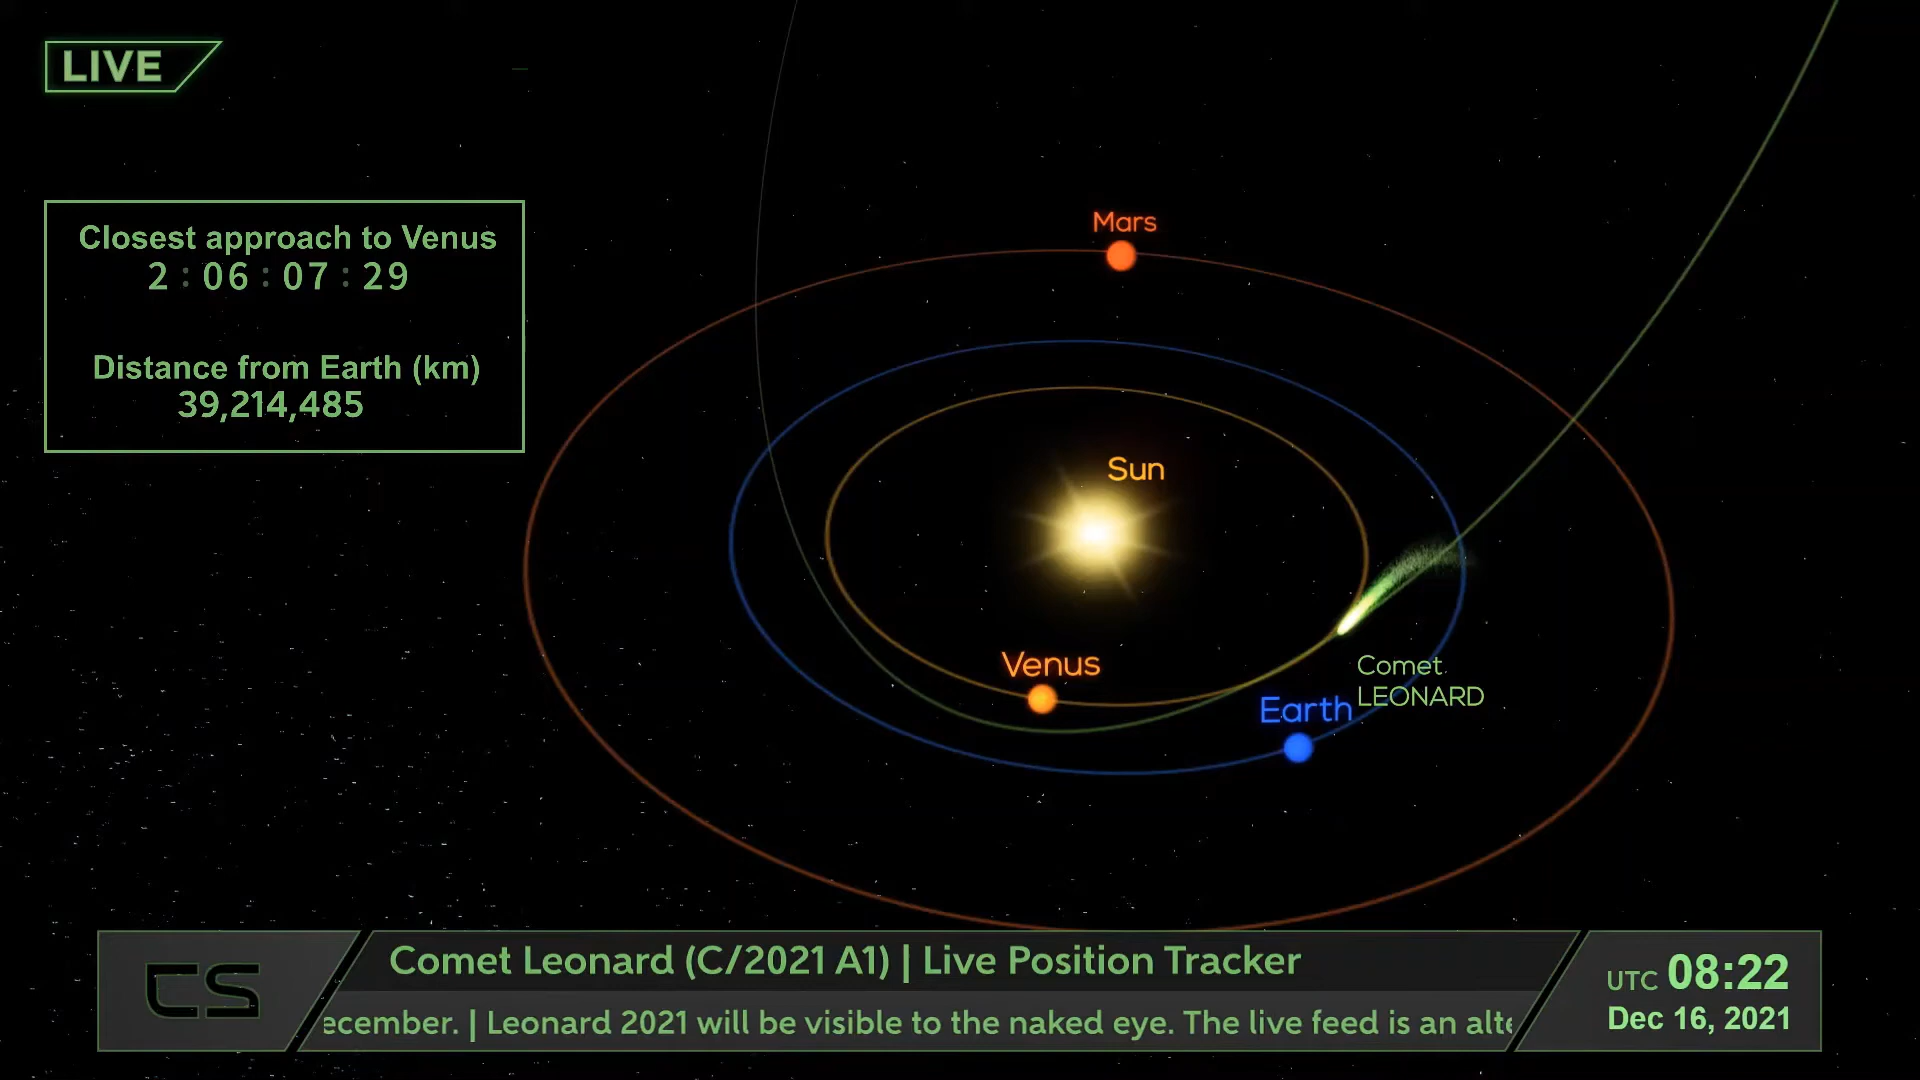 LIVE
Closest approach to Venus
2 : 06 : 07 : 29
Distance from Earth (km)
39,214,485
Mars
Sun
Venus
Comet
LEONARD
Earth
CS
Comet Leonard (C/2021 A1) | Live Position Tracker
ecember. | Leonard 2021 will be visible to the naked eye. The live feed is an alte
UTC 08:22
Dec 16, 2021